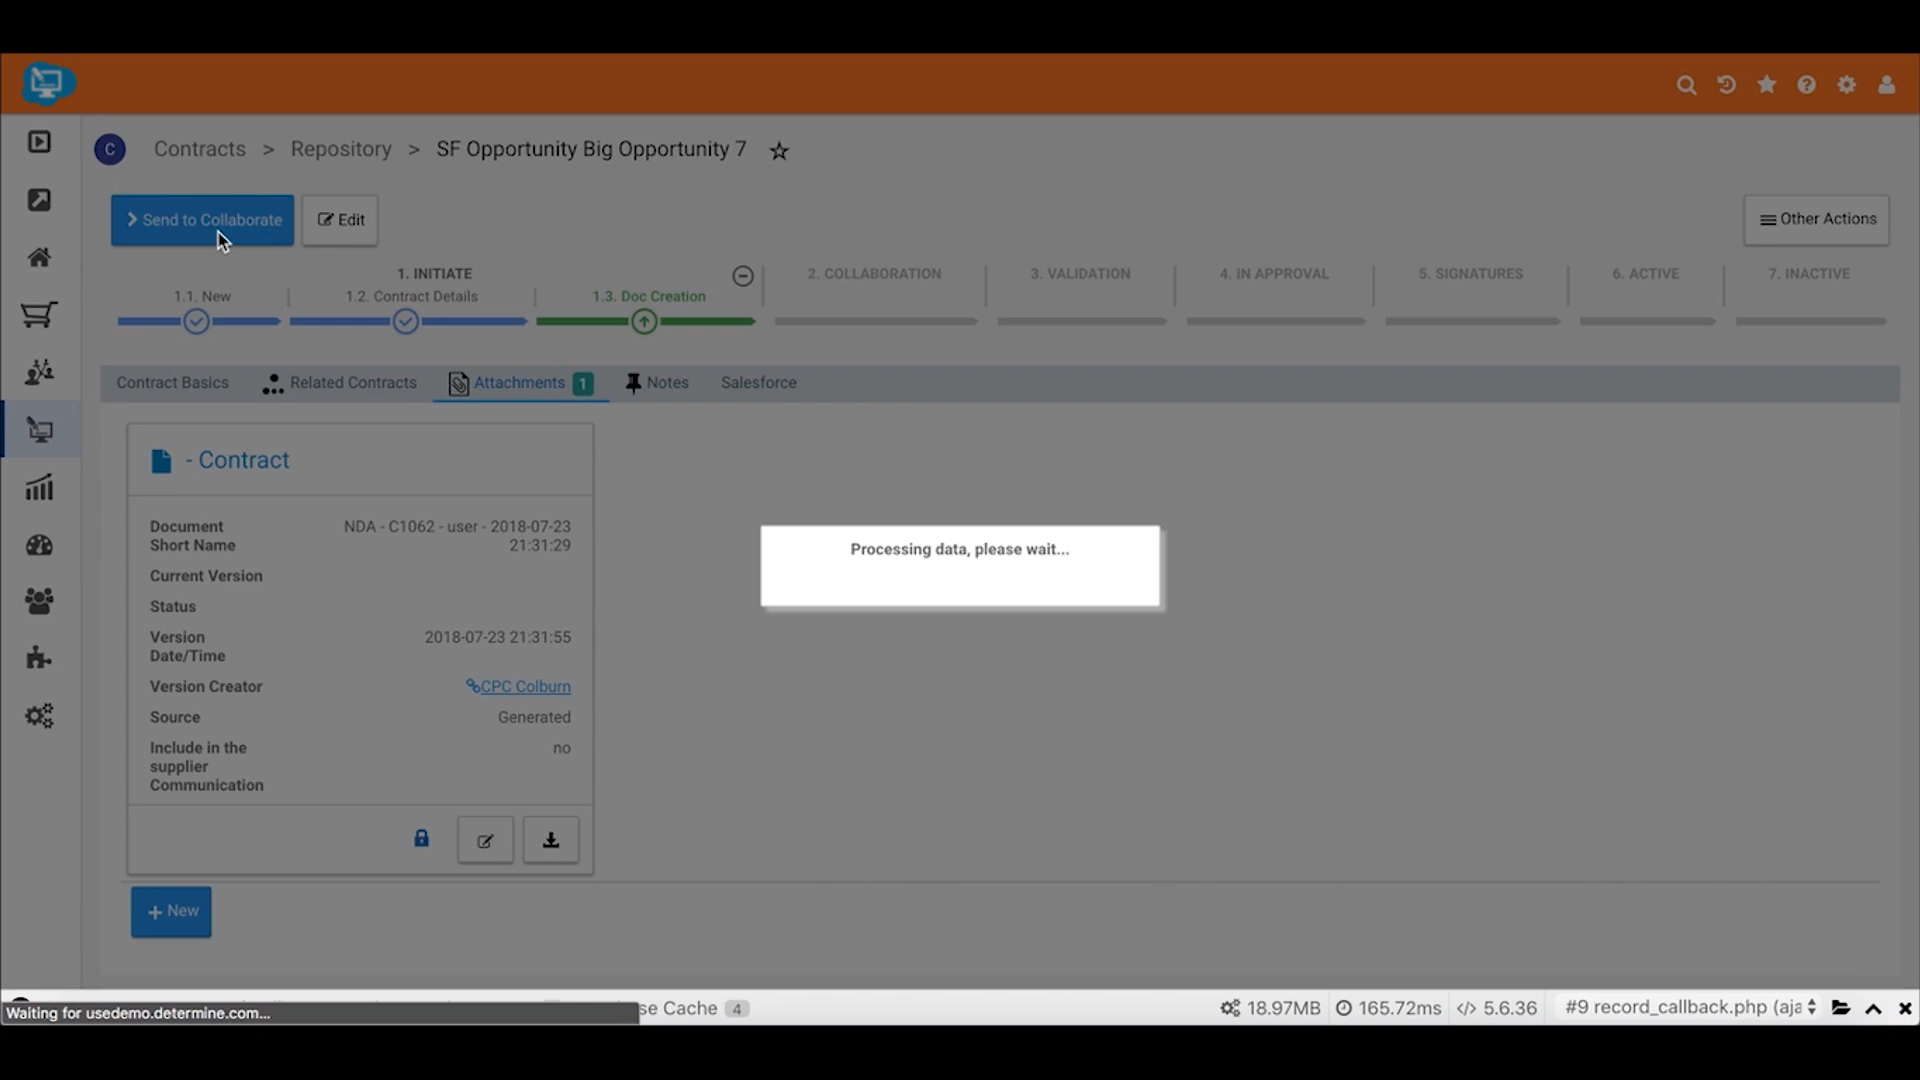 C Contracts > Repository > SF Opportunity Big Opportunity 7
Send to Collaborate
Edit
Other Actions
1. INITIATE
2. COLLABORATION
3. VALIDATION
4. IN APPROVAL
5. SIGNATURES
6. ACTIVE
7. INACTIVE
1.1. New
1.2. Contract Details
1.3. Doc Creation
Contract Basics
Related Contracts
Attachments 1
Notes
Salesforce
- Contract
Document Short Name
NDA - C1062 - user - 2018-07-23
21:31:29
Current Version
Status
Version Date/Time
2018-07-23 21:31:55
Version Creator
CPC Colburn
Source
Generated
Include in the
supplier
Communication
no
Processing data, please wait...
+ New
Waiting for usedemo.determine.com...
se Cache 4
18.97MB
165.72ms
</> 5.6.36
#9 record_callback.php (aja